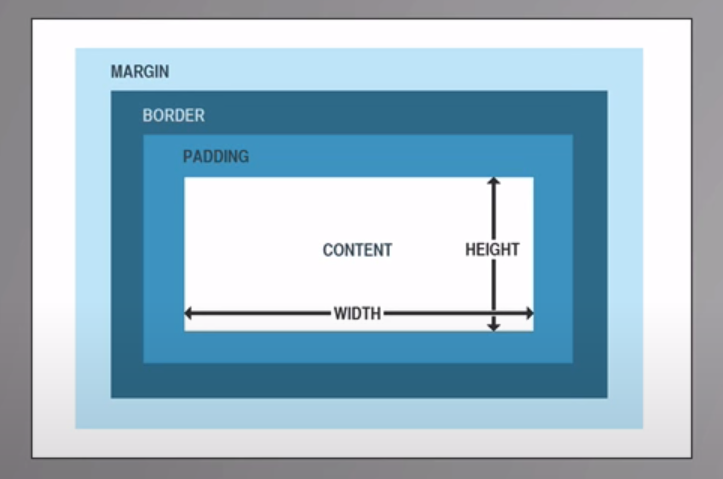 MARGIN
BORDER
PADDING
CONTENT
HEIGHT
WIDTH